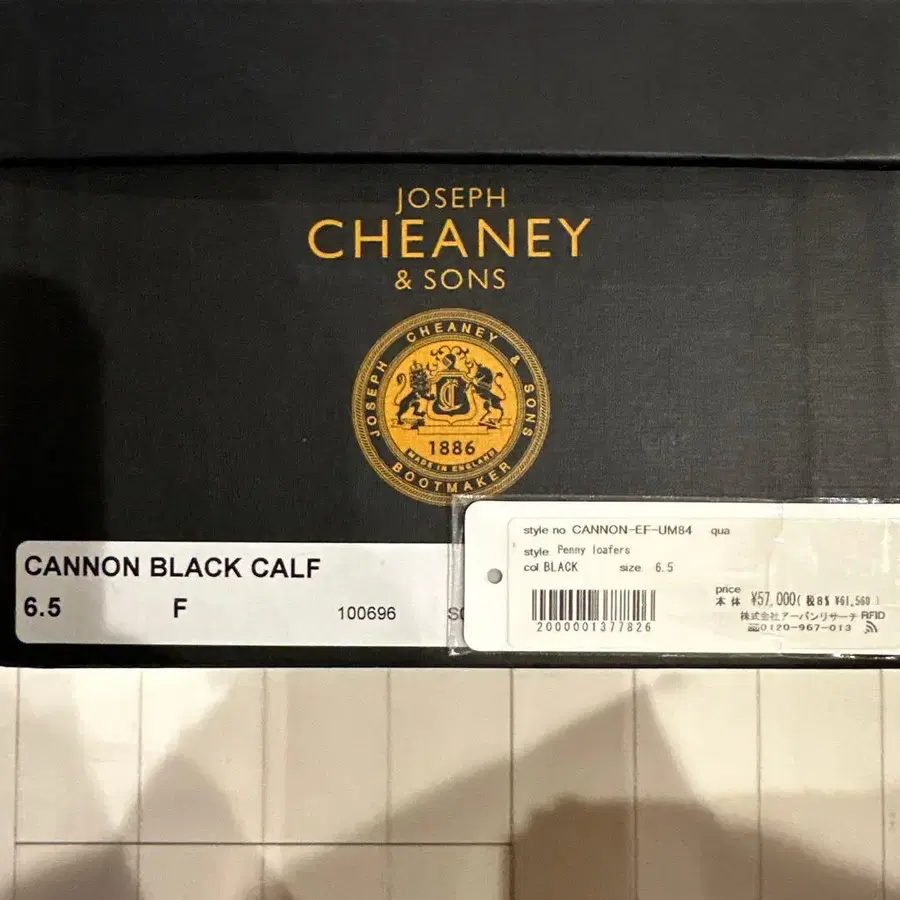 JOSEPH
CHEANEY
& SONS
JOSEPH CHEANEY & SONS
1886
MADE IN ENGLAND
BOOTMAKER
CANNON BLACK CALF
6.5 F 100696
style no CANNON-EF-UM84 qua
style Penny loafers
col BLACK size 6.5
price
本体 ¥57,000( 税8% ¥61,560 )
2000001377826
株式会社アーバンリサーチ RFID
0120-967-013